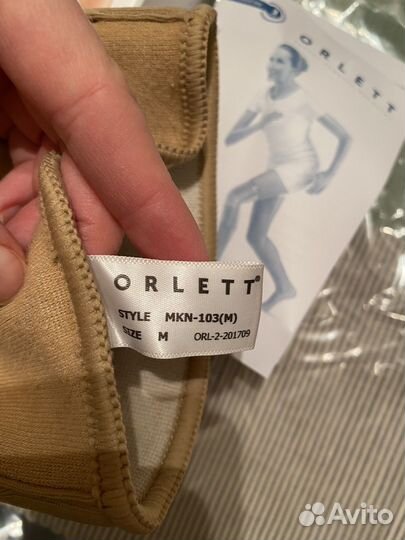 ORLETT
ORLETT®
STYLE MKN-103(M)
SIZE M ORL-2-201709
Avito